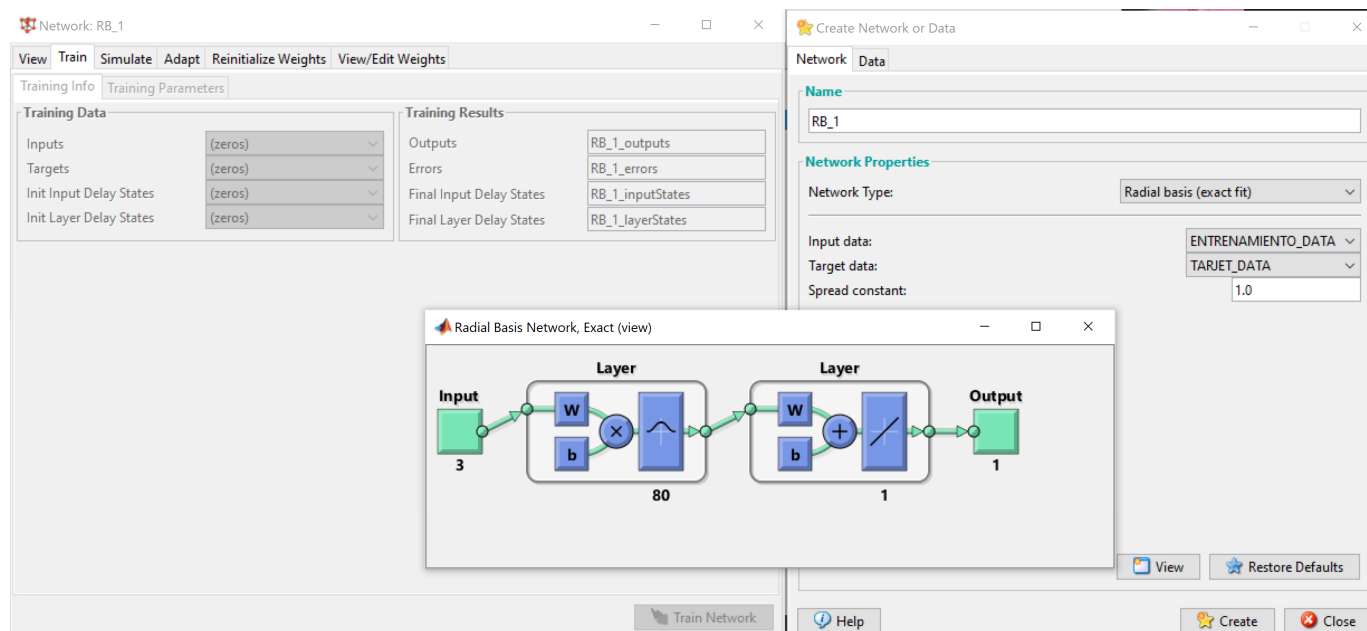 Network: RB_1
View Train Simulate Adapt Reinitialize Weights View/Edit Weights
Training Info Training Parameters
Training Data
Inputs (zeros)
Targets (zeros)
Init Input Delay States (zeros)
Init Layer Delay States (zeros)
Training Results
Outputs RB_1_outputs
Errors RB_1_errors
Final Input Delay States RB_1_inputStates
Final Layer Delay States RB_1_layerStates
Train Network
Create Network or Data
Network Data
Name
RB_1
Network Properties
Network Type: Radial basis (exact fit)
Input data: ENTRENAMIENTO_DATA
Target data: TARJET_DATA
Spread constant: 1.0
View Restore Defaults
Help Create Close
Radial Basis Network, Exact (view)
Layer Layer
Input Output
W W
b b
3 1
80 1